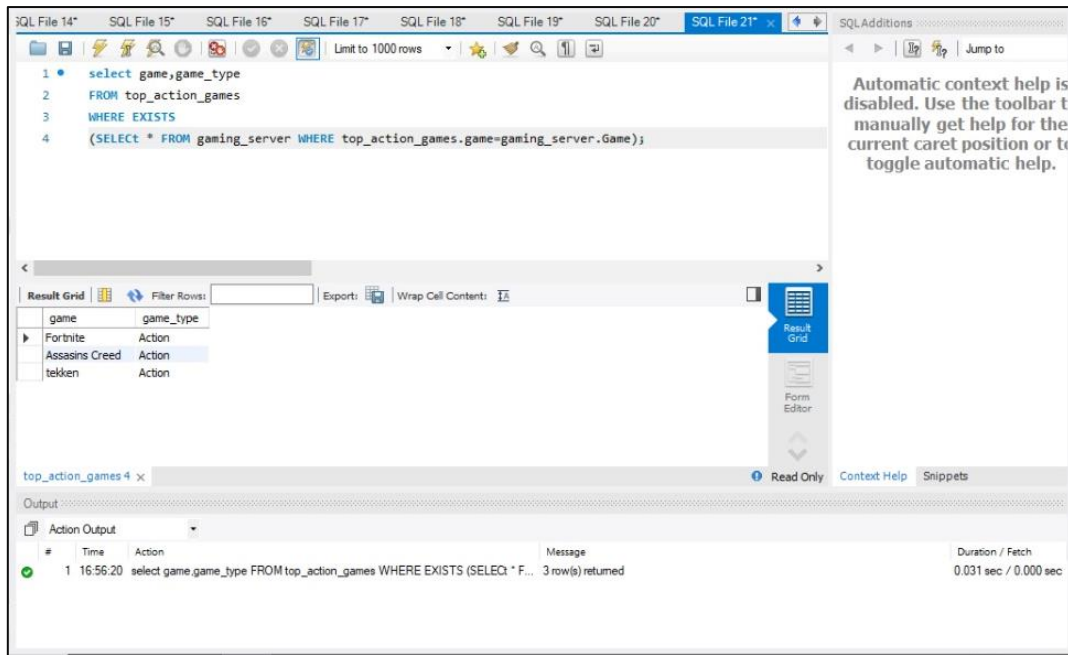 SQL File 14* SQL File 15* SQL File 16* SQL File 17* SQL File 18* SQL File 19* SQL File 20* SQL File 21* SQLAdditions
Limit to 1000 rows Jump to
1 select game,game_type
2 FROM top_action_games
3 WHERE EXISTS
4 (SELECt * FROM gaming_server WHERE top_action_games.game=gaming_server.Game);
Automatic context help is
disabled. Use the toolbar t
manually get help for the
current caret position or to
toggle automatic help.
Result Grid Filter Rows: Export: Wrap Cell Content:
game game_type
Fortnite Action
Assasins Creed Action
tekken Action
Result
Grid
Form
Editor
top_action_games 4 Read Only Context Help Snippets
Output
Action Output
# Time Action Message Duration / Fetch
1 16:56:20 select game,game_type FROM top_action_games WHERE EXISTS (SELECt * F... 3 row(s) returned 0.031 sec / 0.000 sec